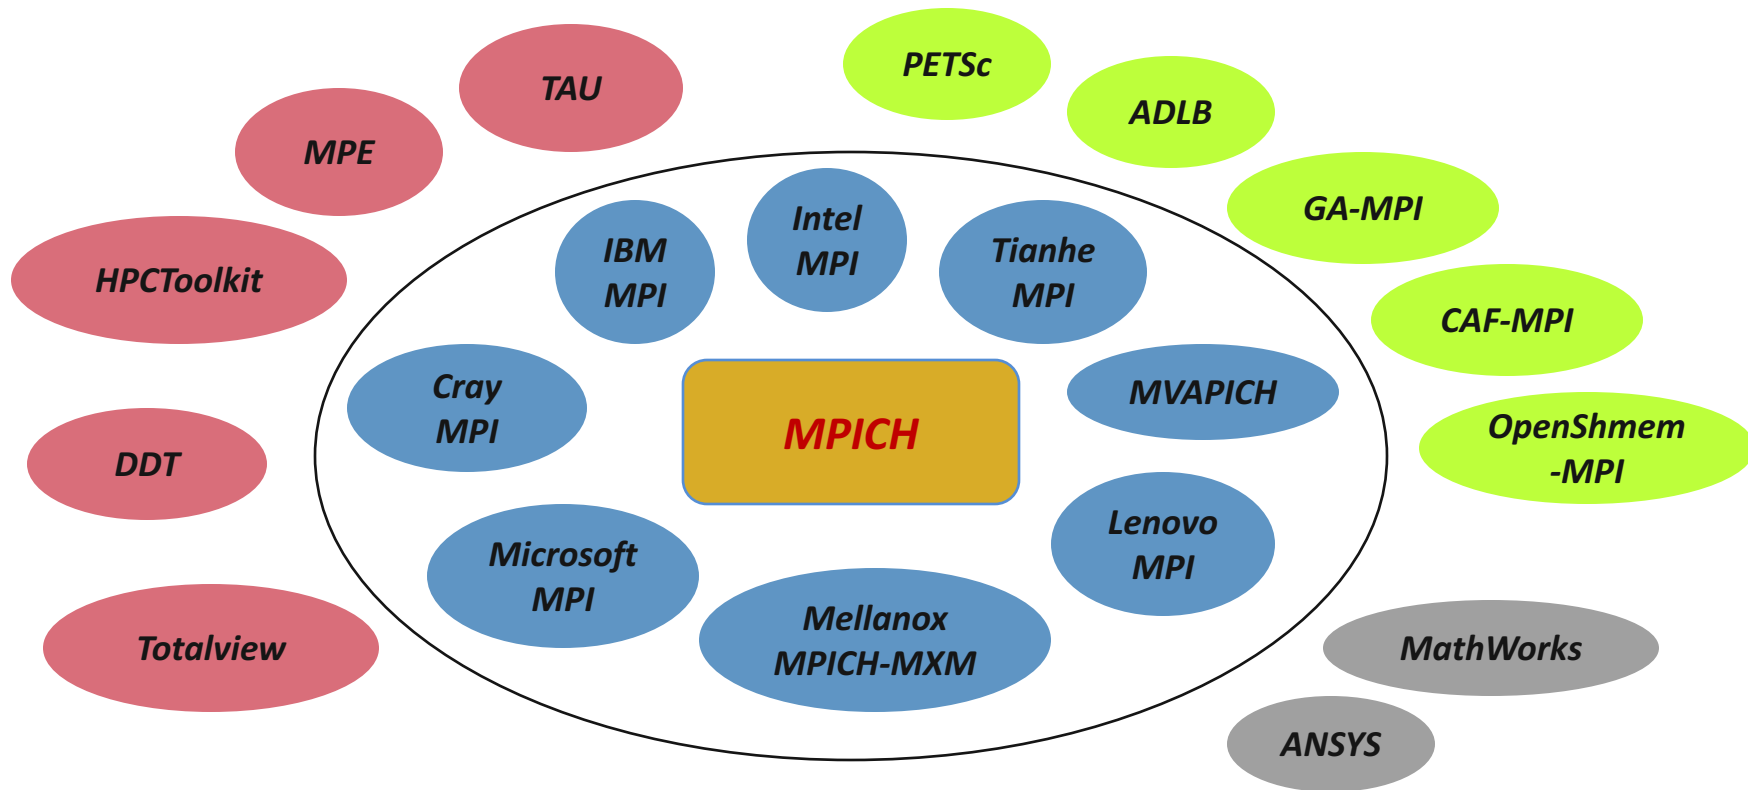 TAU
MPE
HPCToolkit
DDT
Totalview
PETSc
ADLB
GA-MPI
CAF-MPI
OpenShmem
-MPI
IBM
MPI
Intel
MPI
Tianhe
MPI
Cray
MPI
MPICH
MVAPICH
Microsoft
MPI
Mellanox
MPICH-MXM
Lenovo
MPI
MathWorks
ANSYS